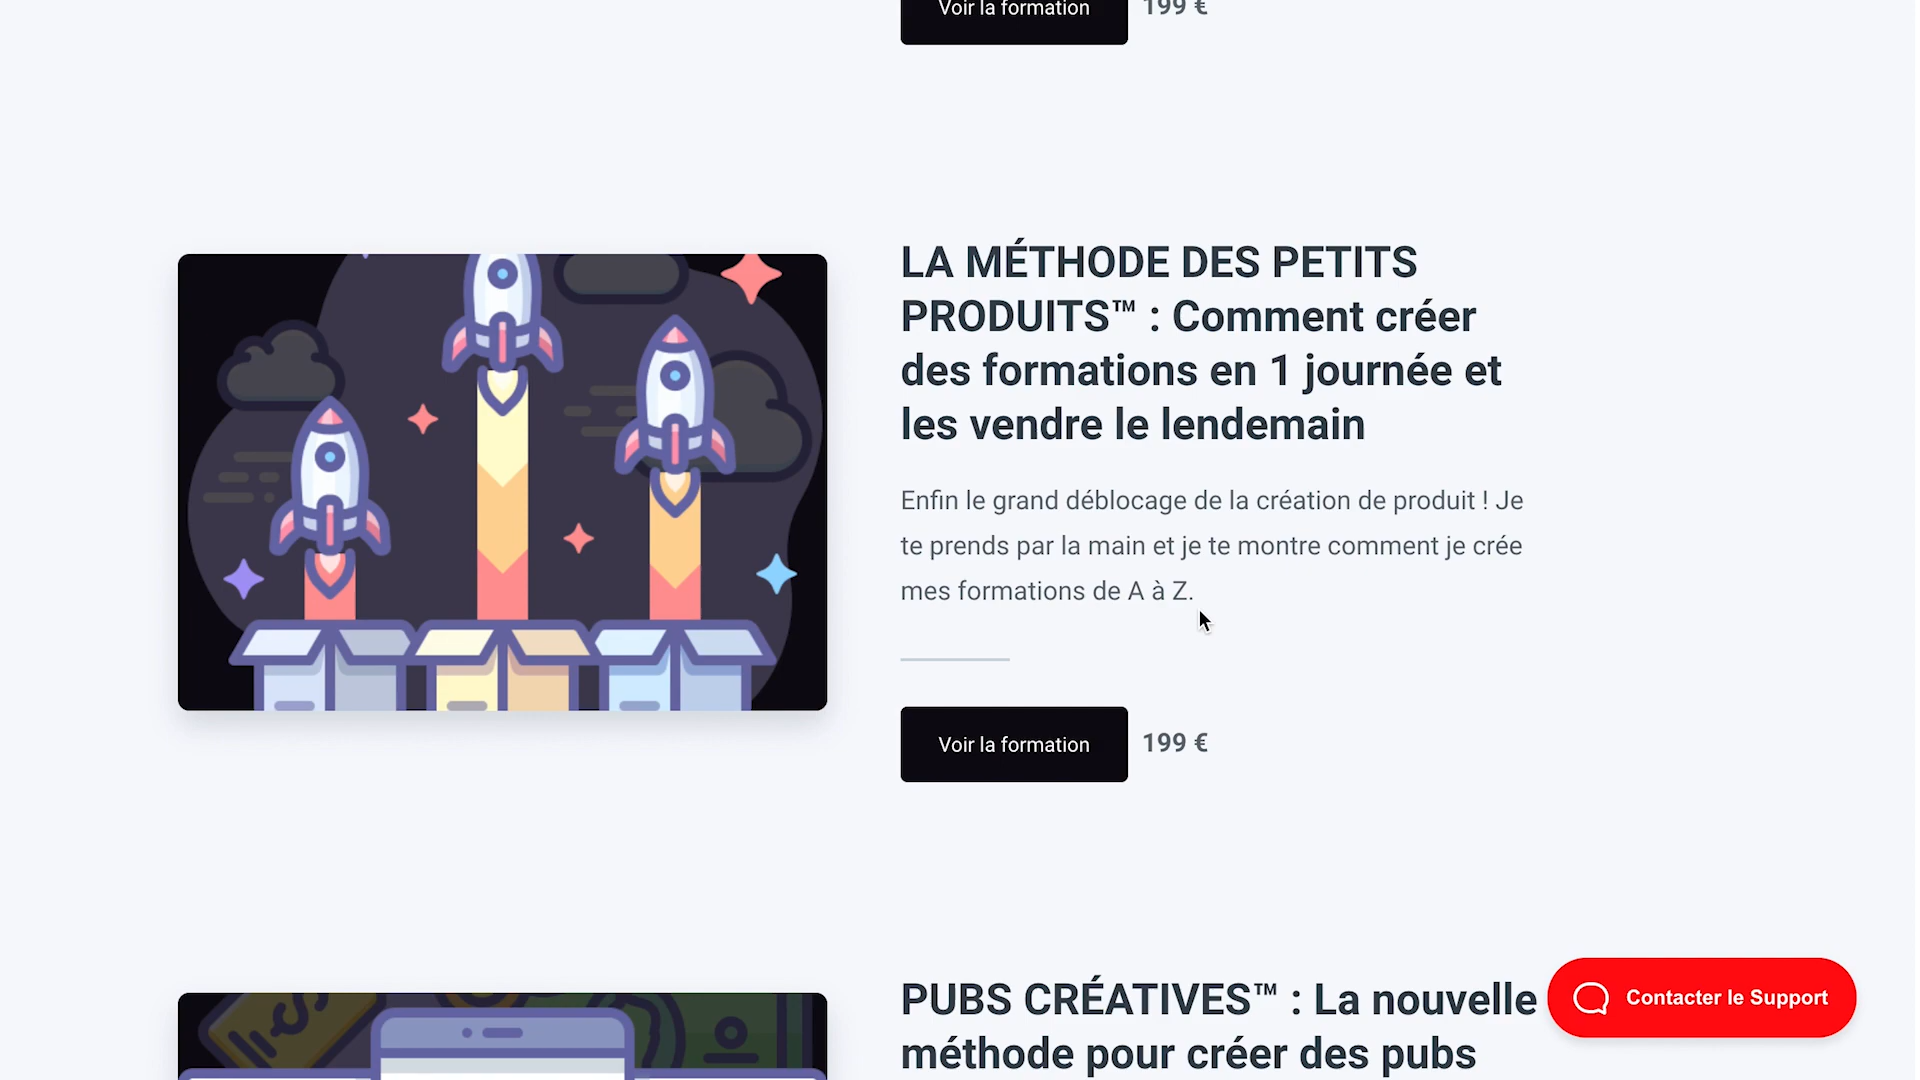 Voir la formation 199 €
LA MÉTHODE DES PETITS
PRODUITS™ : Comment créer
des formations en 1 journée et
les vendre le lendemain
Enfin le grand déblocage de la création de produit ! Je
te prends par la main et je te montre comment je crée
mes formations de A à Z.
Voir la formation 199 €
PUBS CRÉATIVES™ : La nouvelle
méthode pour créer des pubs
Contacter le Support